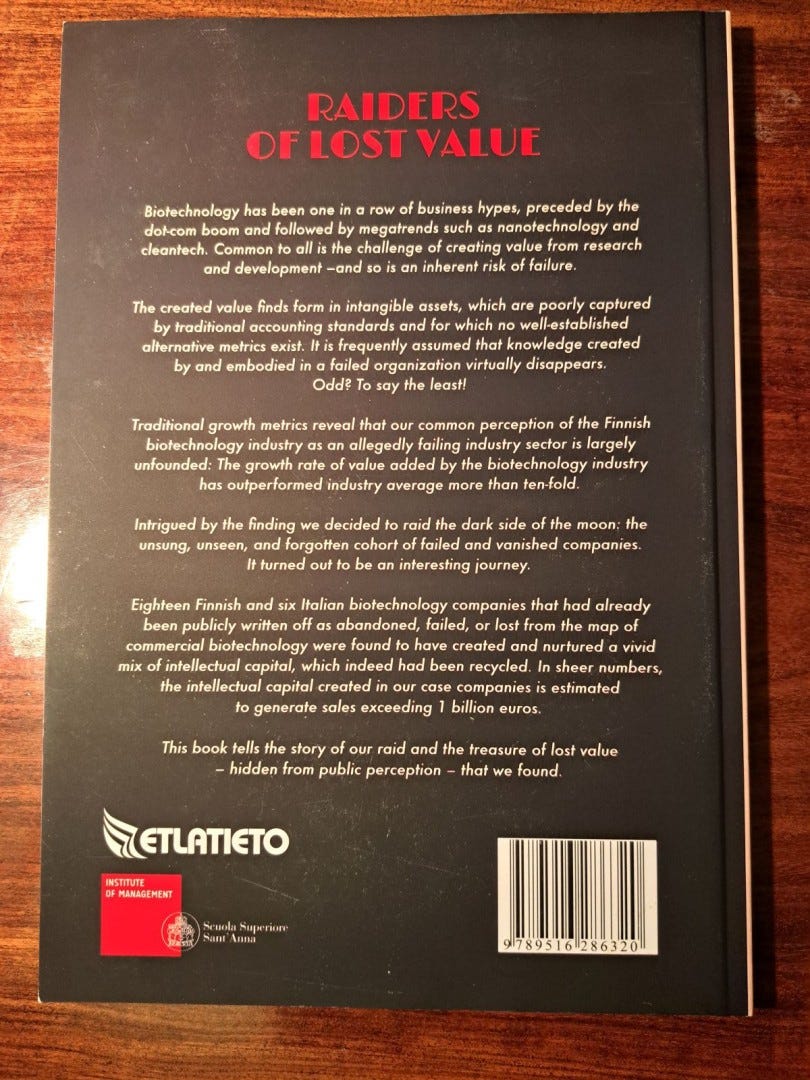 RAIDERS
OF LOST VALUE
Biotechnology has been one in a row of business hypes, preceded by the
dot-com boom and followed by megatrends such as nanotechnology and
cleantech. Common to all is the challenge of creating value from research
and development –and so is an inherent risk of failure.
The created value finds form in intangible assets, which are poorly captured
by traditional accounting standards and for which no well-established
alternative metrics exist. It is frequently assumed that knowledge created
by and embodied in a failed organization virtually disappears.
Odd? To say the least!
Traditional growth metrics reveal that our common perception of the Finnish
biotechnology industry as an allegedly failing industry sector is largely
unfounded: The growth rate of value added by the biotechnology industry
has outperformed industry average more than ten-fold.
Intrigued by the finding we decided to raid the dark side of the moon: the
unsung, unseen, and forgotten cohort of failed and vanished companies.
It turned out to be an interesting journey.
Eighteen Finnish and six Italian biotechnology companies that had already
been publicly written off as abandoned, failed, or lost from the map of
commercial biotechnology were found to have created and nurtured a vivid
mix of intellectual capital, which indeed had been recycled. In sheer numbers,
the intellectual capital created in our case companies is estimated
to generate sales exceeding 1 billion euros.
This book tells the story of our raid and the treasure of lost value
– hidden from public perception – that we found.
ETLATIETO
INSTITUTE
OF MANAGEMENT
Scuola Superiore
Sant'Anna
9 789516 286320